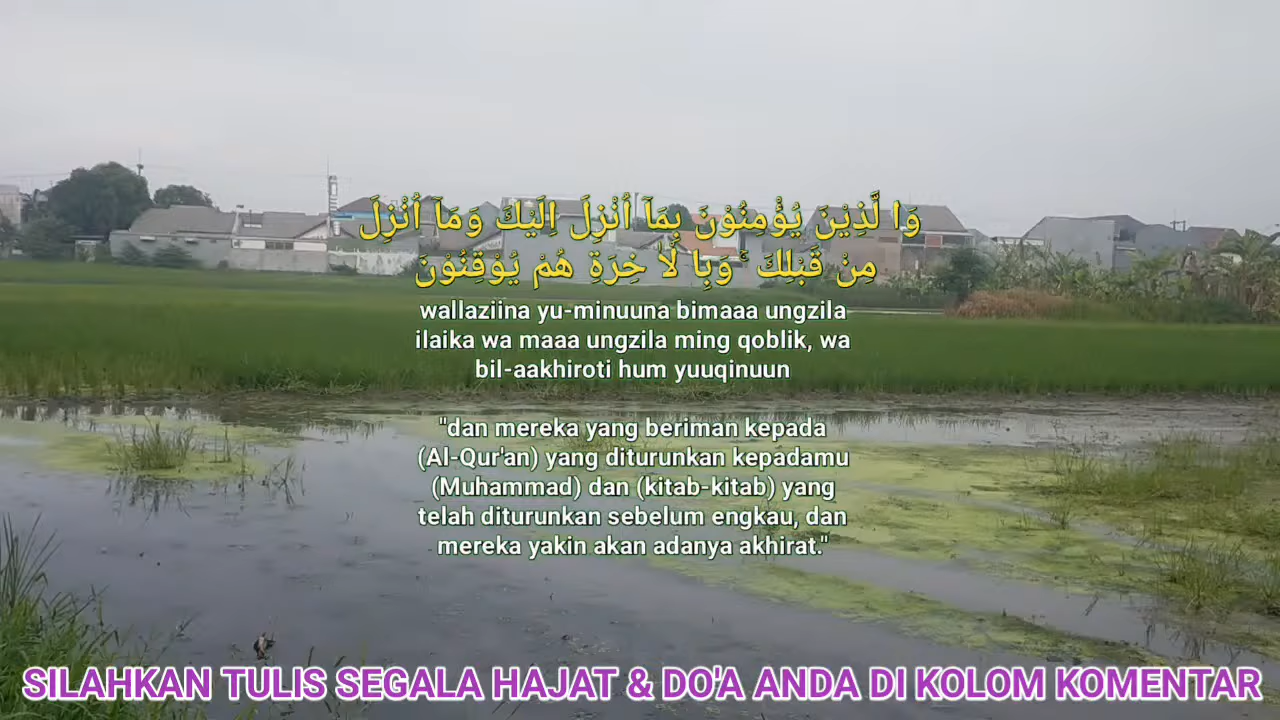 وَا لَّذِيْنَ يُؤْمِنُوْنَ بِمَاۤ اُنْزِلَ اِلَيْكَ وَمَاۤ اُنْزِلَ
مِنْ قَبْلِكَ ۚ وَبِا لْاٰ خِرَةِ هُمْ يُوْقِنُوْنَ
wallaziina yu-minuuna bimaaa ungzila
ilaika wa maaa ungzila ming qoblik, wa
bil-aakhiroti hum yuuqinuun
"dan mereka yang beriman kepada
(Al-Qur'an) yang diturunkan kepadamu
(Muhammad) dan (kitab-kitab) yang
telah diturunkan sebelum engkau, dan
mereka yakin akan adanya akhirat."
SILAHKAN TULIS SEGALA HAJAT & DO'A ANDA DI KOLOM KOMENTAR